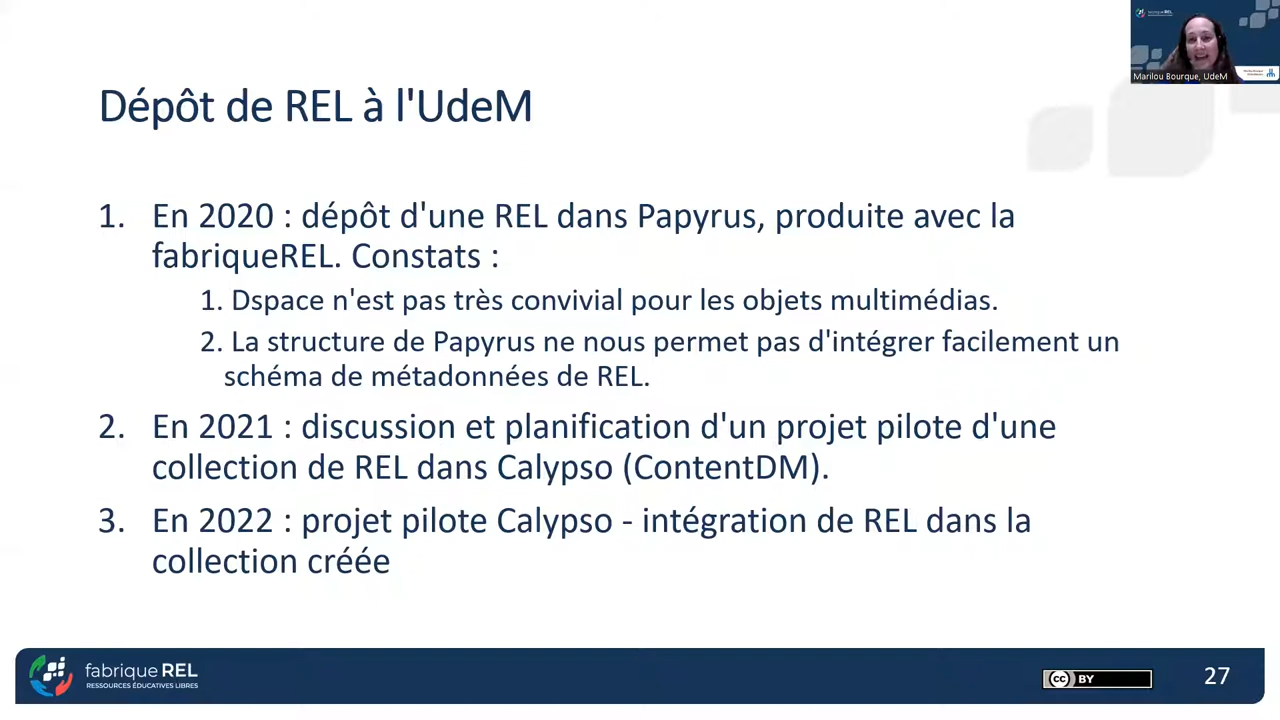 fabrique REL
Marilou Bourque, UdeM
Dépôt de REL à l'UdeM
1. En 2020 : dépôt d'une REL dans Papyrus, produite avec la
fabriqueREL. Constats :
1. Dspace n'est pas très convivial pour les objets multimédias.
2. La structure de Papyrus ne nous permet pas d'intégrer facilement un
schéma de métadonnées de REL.
2. En 2021 : discussion et planification d'un projet pilote d'une
collection de REL dans Calypso (ContentDM).
3. En 2022 : projet pilote Calypso - intégration de REL dans la
collection créée
fabrique REL
RESSOURCES ÉDUCATIVES LIBRES
cc BY
27